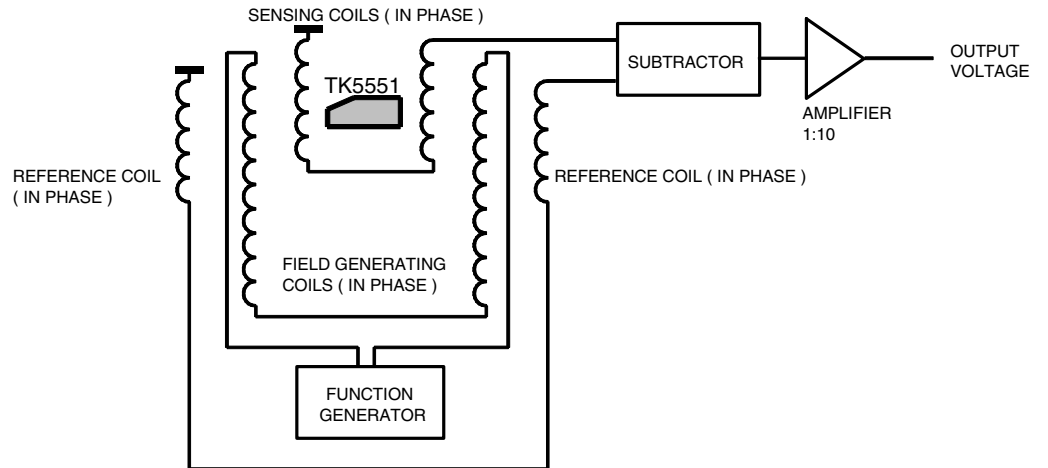 SENSING COILS ( IN PHASE )
SUBTRACTOR
OUTPUT
VOLTAGE
TK5551
AMPLIFIER
1:10
REFERENCE COIL
( IN PHASE )
REFERENCE COIL ( IN PHASE )
FIELD GENERATING
COILS ( IN PHASE )
FUNCTION
GENERATOR